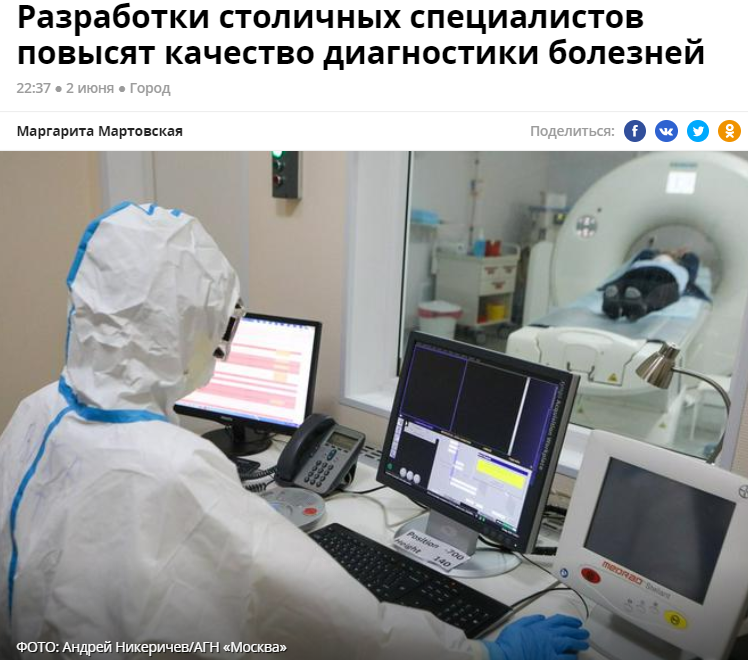 Разработки столичных специалистов
повысят качество диагностики болезней
22:37 ● 2 июня ● Город
Маргарита Мартовская
Поделиться:
Position -700
Height 140
MEDRAD Stellant
ФОТО: Андрей Никеричев/АГН «Москва»